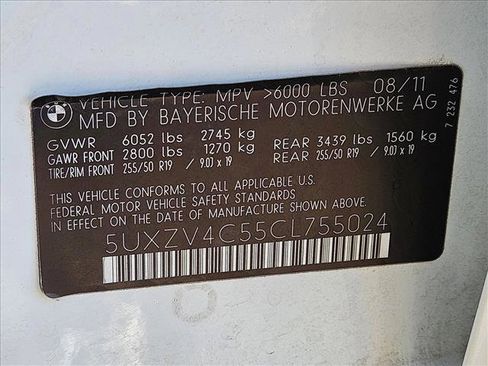 VEHICLE TYPE: MPV >6000 LBS 08/11
MFD BY BAYERISCHE MOTORENWERKE AG
GVWR 6052 lbs 2745 kg
GAWR FRONT 2800 lbs 1270 kg REAR 3439 lbs 1560 kg
TIRE/RIM FRONT 255/50 R19 / 9.0J x 19 REAR 255/50 R19 / 9.0J x 19
THIS VEHICLE CONFORMS TO ALL APPLICABLE U.S.
FEDERAL MOTOR VEHICLE SAFETY STANDARDS
IN EFFECT ON THE DATE OF MANUFACTURE SHOWN ABOVE.
5UXZV4C55CL755024
7 232 476